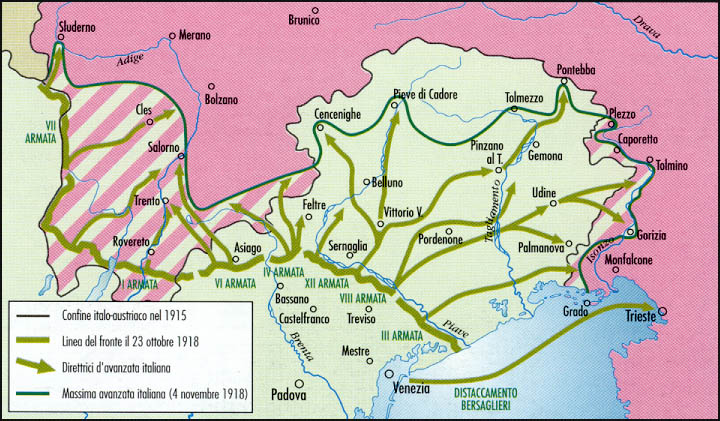 Sluderno
Merano
Brunico
Drava
Adige
Bolzano
Pontebba
Pieve di Cadore
Tolmezzo
Cles
Cencenighe
Plezzo
VII
ARMATA
Salorno
Pinzano
al T.
Gemona
Caporetto
Tolmino
Belluno
Trento
Feltre
Vittorio V.
Tagliamento
Udine
Rovereto
Asiago
Sernaglia
Pordenone
Palmanova
Isonzo
Gorizia
Monfalcone
I ARMATA
VI ARMATA
IV ARMATA
XII ARMATA
VIII ARMATA
III ARMATA
Bassano
Castelfranco
Treviso
Piave
Grado
Trieste
Brenta
Mestre
Padova
Venezia
DISTACCAMENTO
BERSAGLIERI
Confine italo-austrico nel 1915
Linea del fronte il 23 ottobre 1918
Direttrici d'avanzata italiana
Massima avanzata italiana (4 novembre 1918)